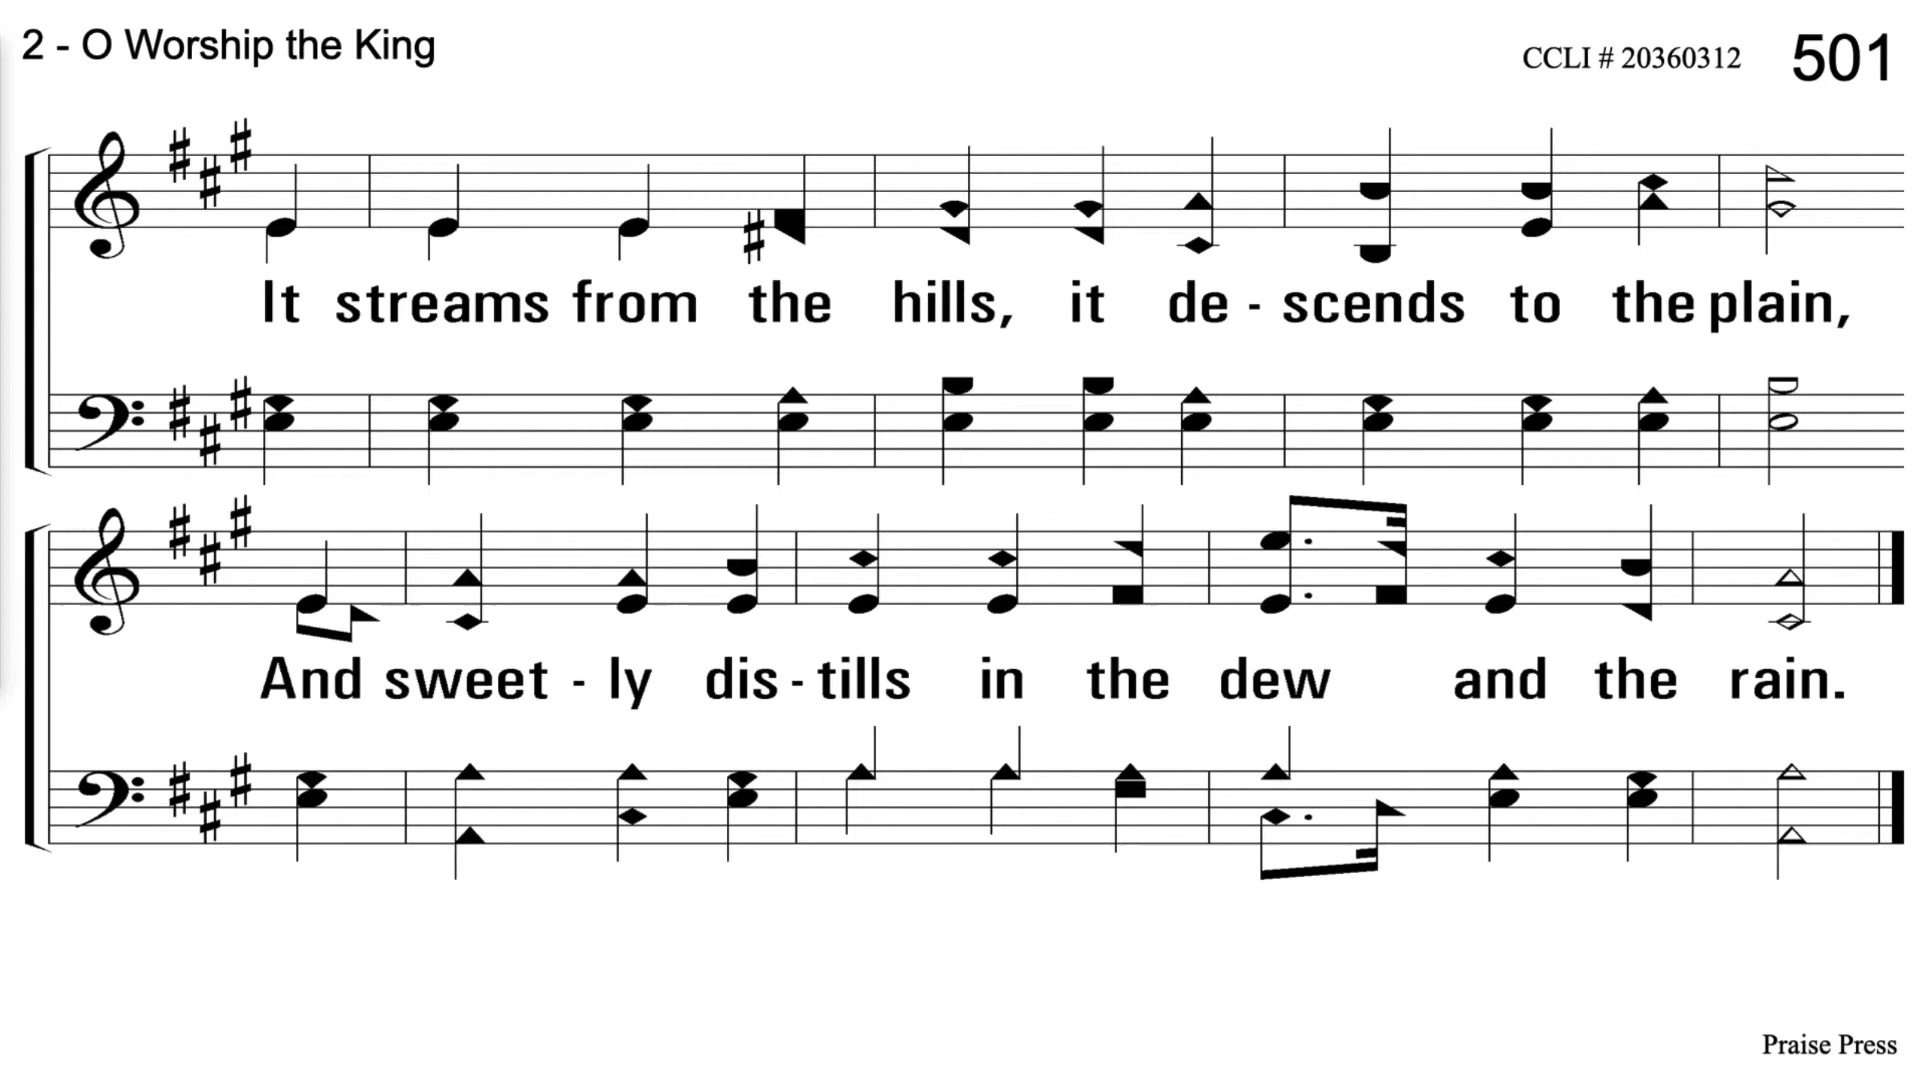 2 - O Worship the King
CCLI # 20360312 501
It streams from the hills, it de - scends to the plain,
And sweet - ly dis - tills in the dew and the rain.
Praise Press